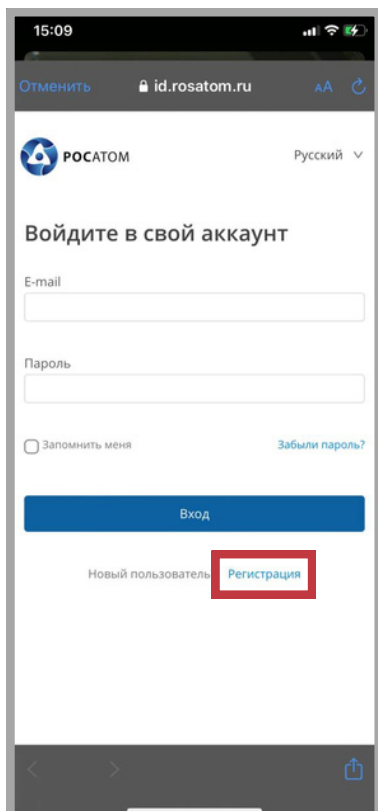 15:09
Отменить id.rosatom.ru AA
РОСАТОМ Русский
Войдите в свой аккаунт
E-mail
Пароль
Запомнить меня Забыли пароль?
Вход
Новый пользователь Регистрация